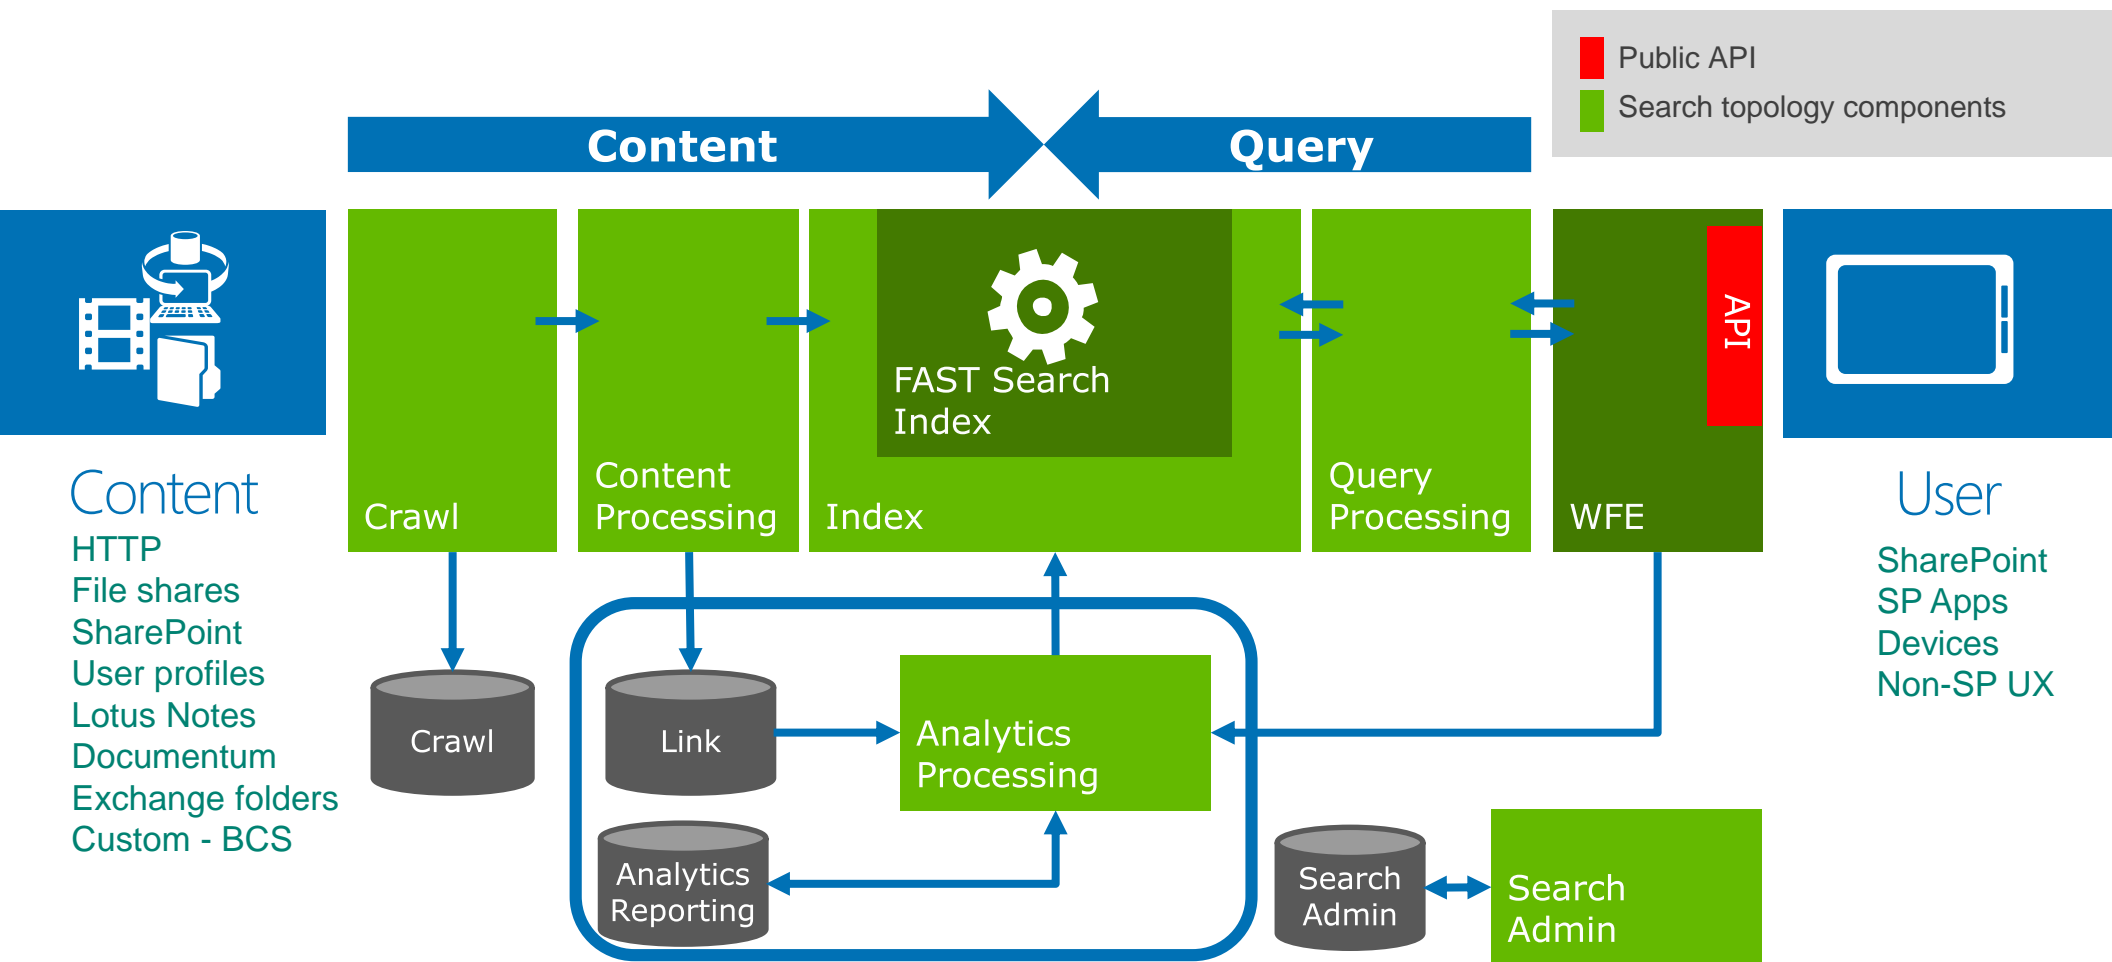 Public API
Search topology components
Content
Query
API
FAST Search
Index
Crawl
Content
Processing
Index
Query
Processing
WFE
Content
HTTP
File shares
SharePoint
User profiles
Lotus Notes
Documentum
Exchange folders
Custom - BCS
User
SharePoint
SP Apps
Devices
Non-SP UX
Crawl
Link
Analytics
Processing
Analytics
Reporting
Search
Admin
Search
Admin